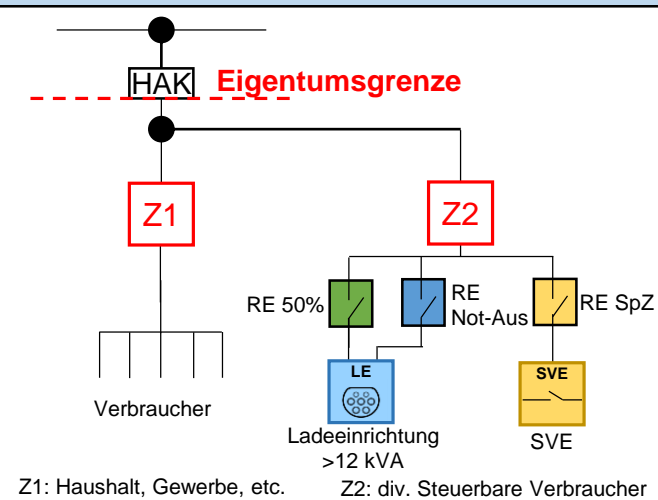 HAK
Eigentumsgrenze
Z1
Z2
RE 50%
RE
Not-Aus
RE SpZ
LE
SVE
Verbraucher
Ladeeinrichtung
>12 kVA
SVE
Z1: Haushalt, Gewerbe, etc.
Z2: div. Steuerbare Verbraucher